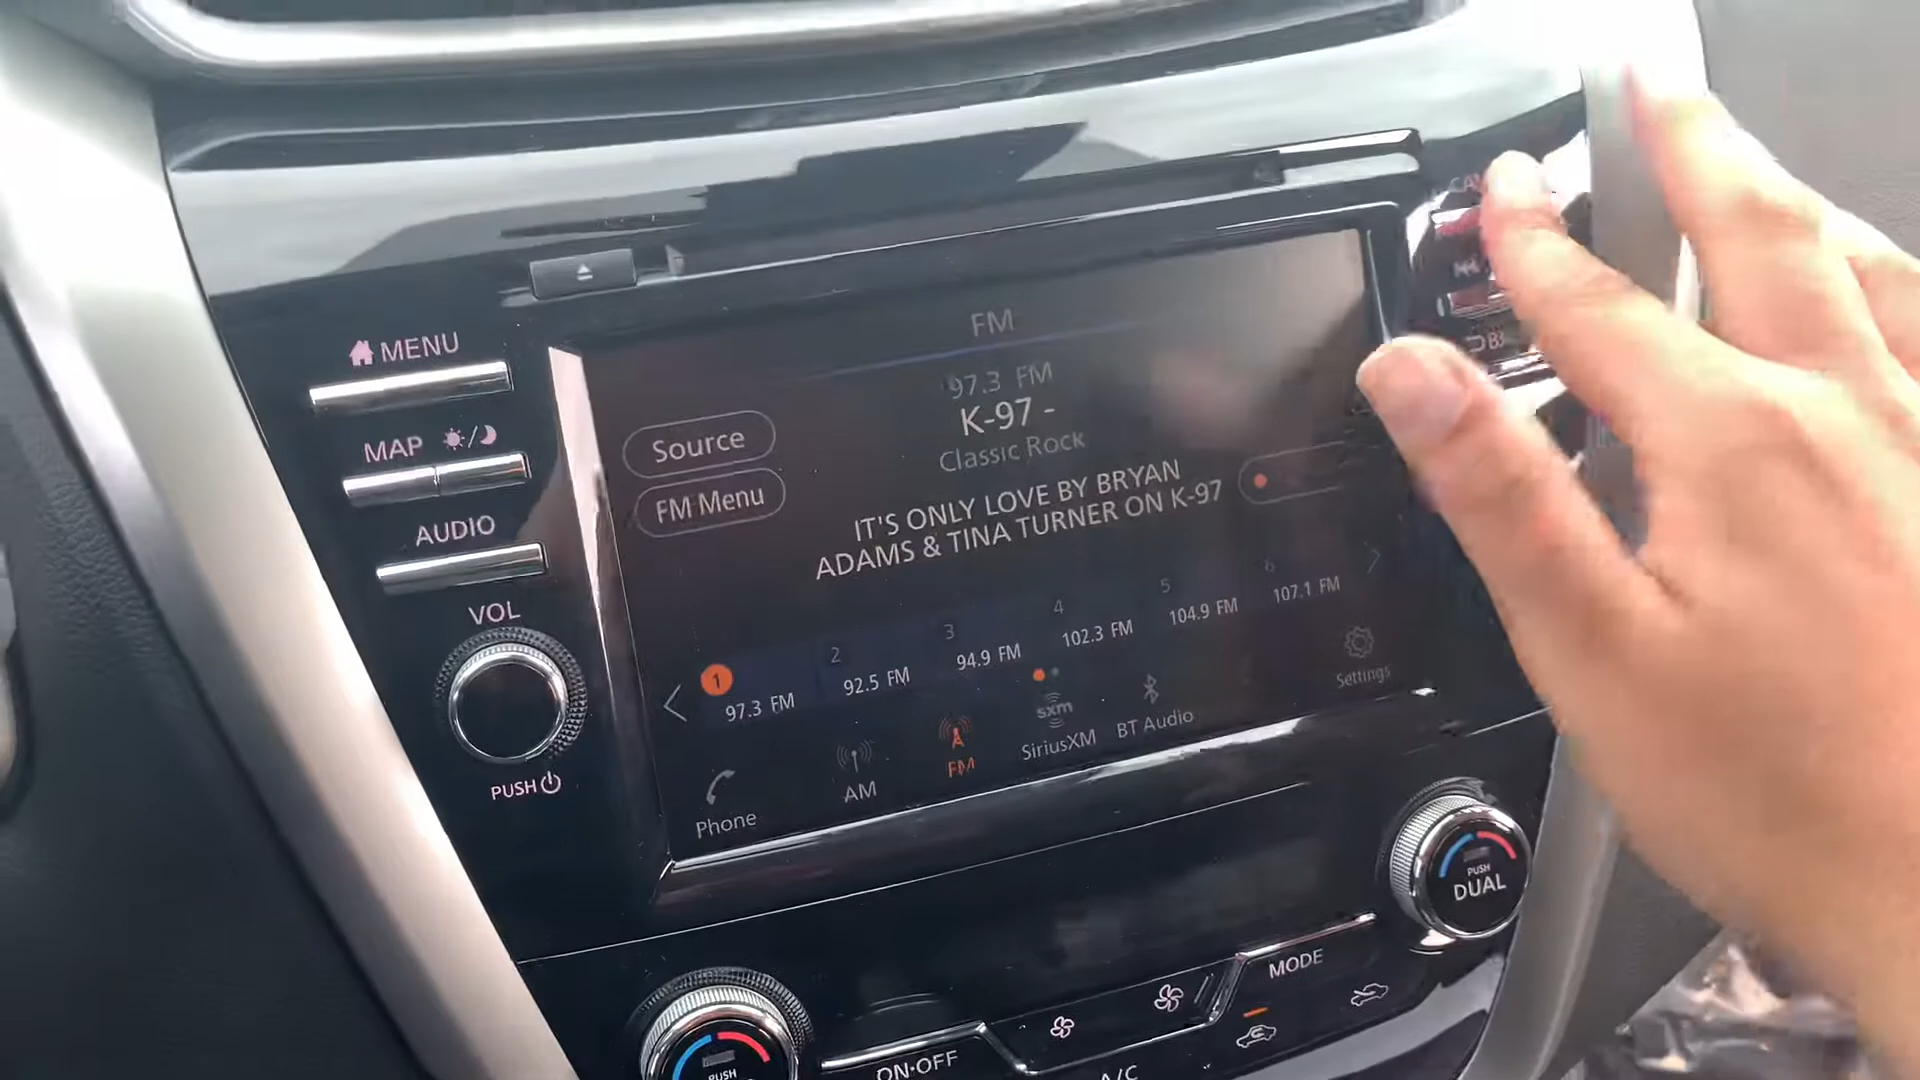 MENU
MAP
AUDIO
VOL
PUSH
FM
97.3 FM
K-97 -
Classic Rock
IT'S ONLY LOVE BY BRYAN
ADAMS & TINA TURNER ON K-97
Source
FM Menu
1 2 3 4 5 6
97.3 FM 92.5 FM 94.9 FM 102.3 FM 104.9 FM 107.1 FM
Phone AM FM SiriusXM BT Audio Settings
sxm
PUSH
DUAL
MODE
ON·OFF
A/C
PUSH